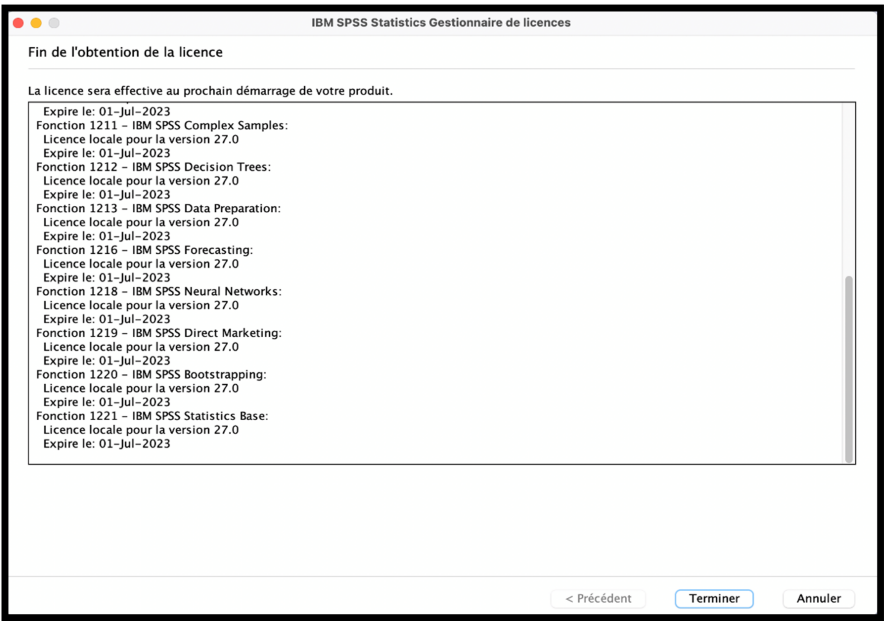 IBM SPSS Statistics Gestionnaire de licences
Fin de l'obtention de la licence
La licence sera effective au prochain démarrage de votre produit.
Expire le: 01-Jul-2023
Fonction 1211 - IBM SPSS Complex Samples:
Licence locale pour la version 27.0
Expire le: 01-Jul-2023
Fonction 1212 - IBM SPSS Decision Trees:
Licence locale pour la version 27.0
Expire le: 01-Jul-2023
Fonction 1213 - IBM SPSS Data Preparation:
Licence locale pour la version 27.0
Expire le: 01-Jul-2023
Fonction 1216 - IBM SPSS Forecasting:
Licence locale pour la version 27.0
Expire le: 01-Jul-2023
Fonction 1218 - IBM SPSS Neural Networks:
Licence locale pour la version 27.0
Expire le: 01-Jul-2023
Fonction 1219 - IBM SPSS Direct Marketing:
Licence locale pour la version 27.0
Expire le: 01-Jul-2023
Fonction 1220 - IBM SPSS Bootstrapping:
Licence locale pour la version 27.0
Expire le: 01-Jul-2023
Fonction 1221 - IBM SPSS Statistics Base:
Licence locale pour la version 27.0
Expire le: 01-Jul-2023
< Précédent Terminer Annuler